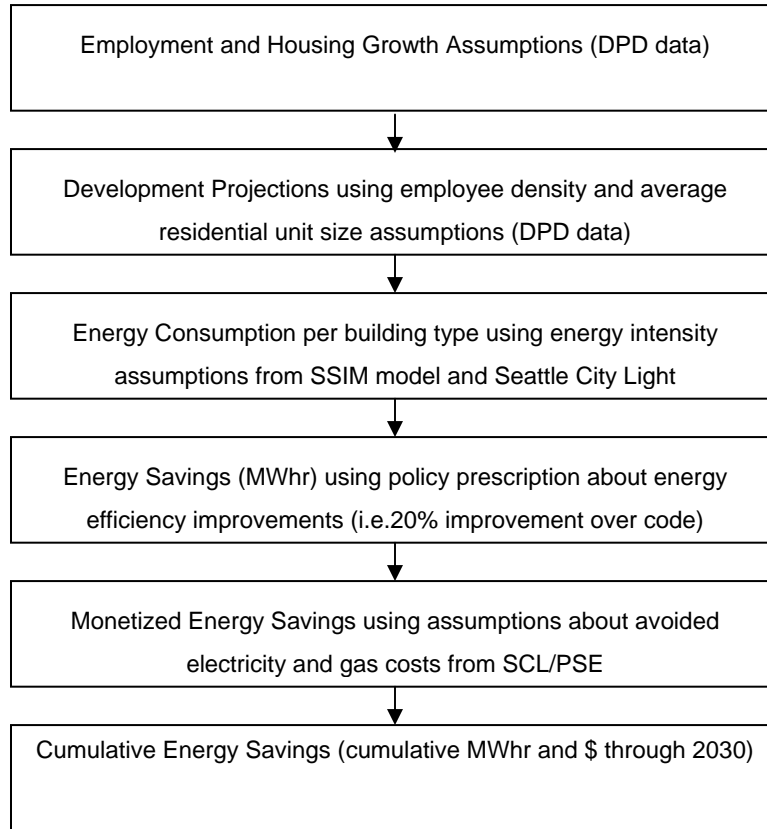 Employment and Housing Growth Assumptions (DPD data)
Development Projections using employee density and average
residential unit size assumptions (DPD data)
Energy Consumption per building type using energy intensity
assumptions from SSIM model and Seattle City Light
Energy Savings (MWhr) using policy prescription about energy
efficiency improvements (i.e.20% improvement over code)
Monetized Energy Savings using assumptions about avoided
electricity and gas costs from SCL/PSE
Cumulative Energy Savings (cumulative MWhr and $ through 2030)